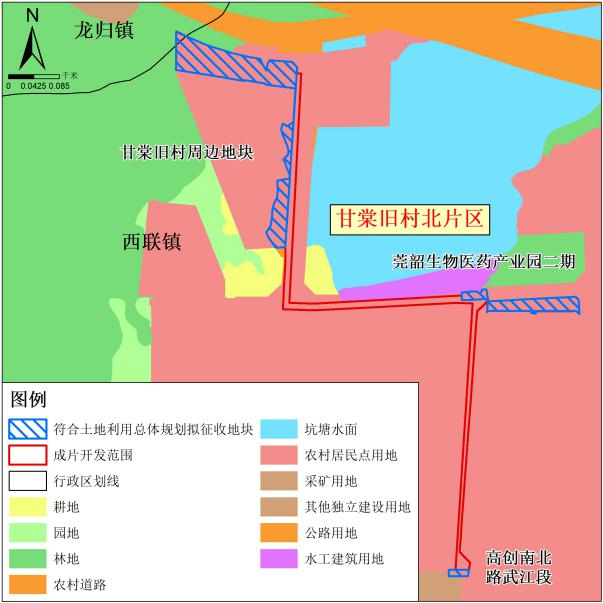 N
龙归镇
千米
0 0.0425 0.085
甘棠旧村周边地块
甘棠旧村北片区
西联镇
莞韶生物医药产业园二期
图例
符合土地利用总体规划拟征收地块
成片开发范围
行政区划线
耕地
园地
林地
农村道路
坑塘水面
农村居民点用地
采矿用地
其他独立建设用地
公路用地
水工建筑用地
高创南北
路武江段